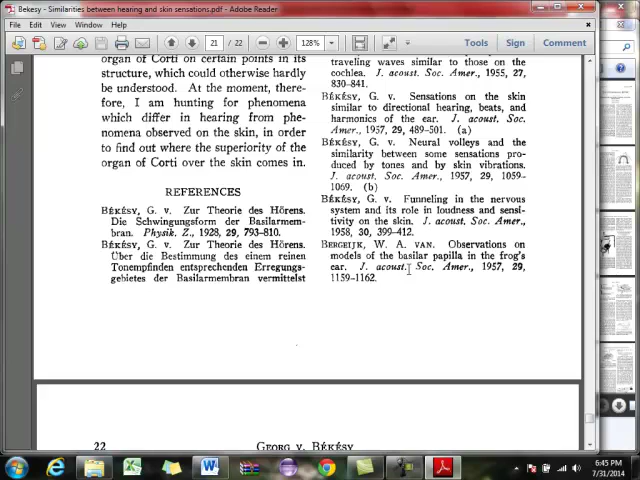 Bekesy - Similarities between hearing and skin sensations.pdf - Adobe Reader
File Edit View Window Help
21 / 22 128% Tools Sign Comment
organ of Corti on certain points in its
structure, which could otherwise hardly
be understood. At the moment, there-
fore, I am hunting for phenomena
which differ in hearing from phe-
nomena observed on the skin, in order
to find out where the superiority of the
organ of Corti over the skin comes in.
REFERENCES
BÉKÉSY, G. v. Zur Theorie des Hörens.
Die Schwingungsform der Basilarmem-
bran. Physik. Z., 1928, 29, 793-810.
BÉKÉSY, G. v. Zur Theorie des Hörens.
Über die Bestimmung des einem reinen
Tonempfinden entsprechenden Erregungs-
gebietes der Basilarmembran vermittelst
traveling waves similar to those on the
cochlea. J. acoust. Soc. Amer., 1955, 27,
830-841.
BÉKÉSY, G. v. Sensations on the skin
similar to directional hearing, beats, and
harmonics of the ear. J. acoust. Soc.
Amer., 1957, 29, 489-501. (a)
BÉKÉSY, G. v. Neural volleys and the
similarity between some sensations pro-
duced by tones and by skin vibrations.
J. acoust. Soc. Amer., 1957, 29, 1059-
1069. (b)
BÉKÉSY, G. v. Funneling in the nervous
system and its role in loudness and sensi-
tivity on the skin. J. acoust. Soc. Amer.,
1958, 30, 399-412.
BERGEIJK, W. A. VAN. Observations on
models of the basilar papilla in the frog's
ear. J. acoust. Soc. Amer., 1957, 29,
1159-1162.
22 GEORG V. BÉKÉSY
6:45 PM
7/31/2014